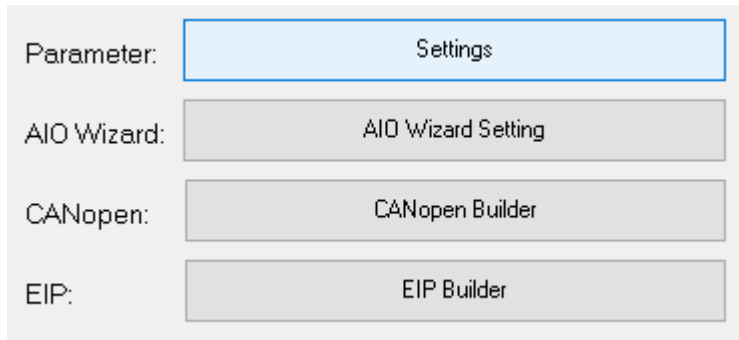 Parameter: Settings
AIO Wizard: AIO Wizard Setting
CANopen: CANopen Builder
EIP: EIP Builder